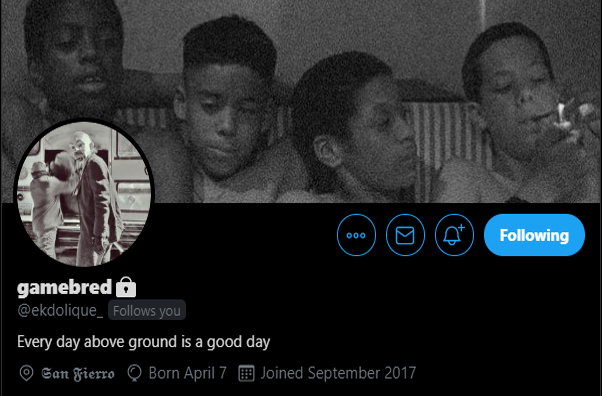 Following
gamebred
@ekdolique_ Follows you
Every day above ground is a good day
𝕾𝖆𝖓 𝕱𝖎𝖊𝖗𝖗𝖔 Born April 7 Joined September 2017